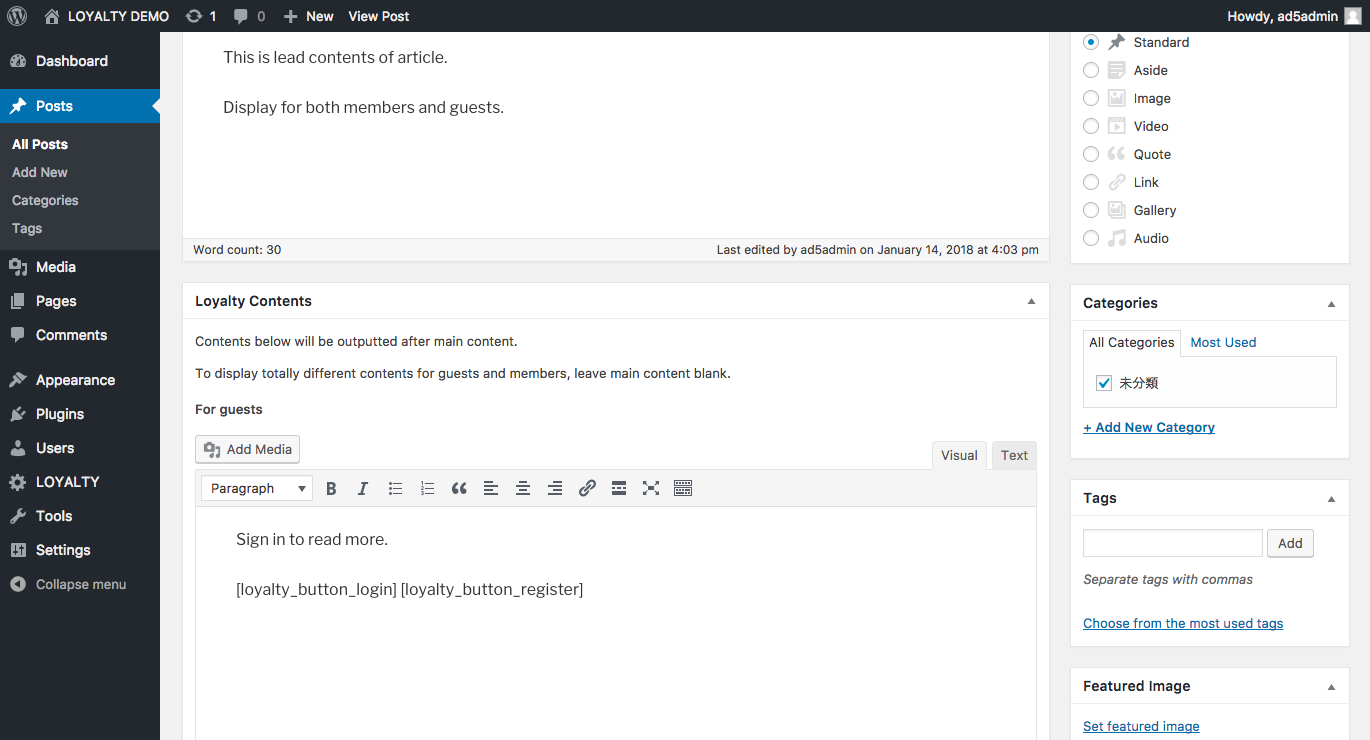 LOYALTY DEMO 1 0 New View Post Howdy, ad5admin
Dashboard
Posts
All Posts
Add New
Categories
Tags
Media
Pages
Comments
Appearance
Plugins
Users
LOYALTY
Tools
Settings
Collapse menu
This is lead contents of article.
Display for both members and guests.
Word count: 30 Last edited by ad5admin on January 14, 2018 at 4:03 pm
Loyalty Contents
Contents below will be outputted after main content.
To display totally different contents for guests and members, leave main content blank.
For guests
Add Media
Visual Text
Paragraph
Sign in to read more.
[loyalty_button_login] [loyalty_button_register]
Standard
Aside
Image
Video
Quote
Link
Gallery
Audio
Categories
All Categories Most Used
未分類
+ Add New Category
Tags
Add
Separate tags with commas
Choose from the most used tags
Featured Image
Set featured image